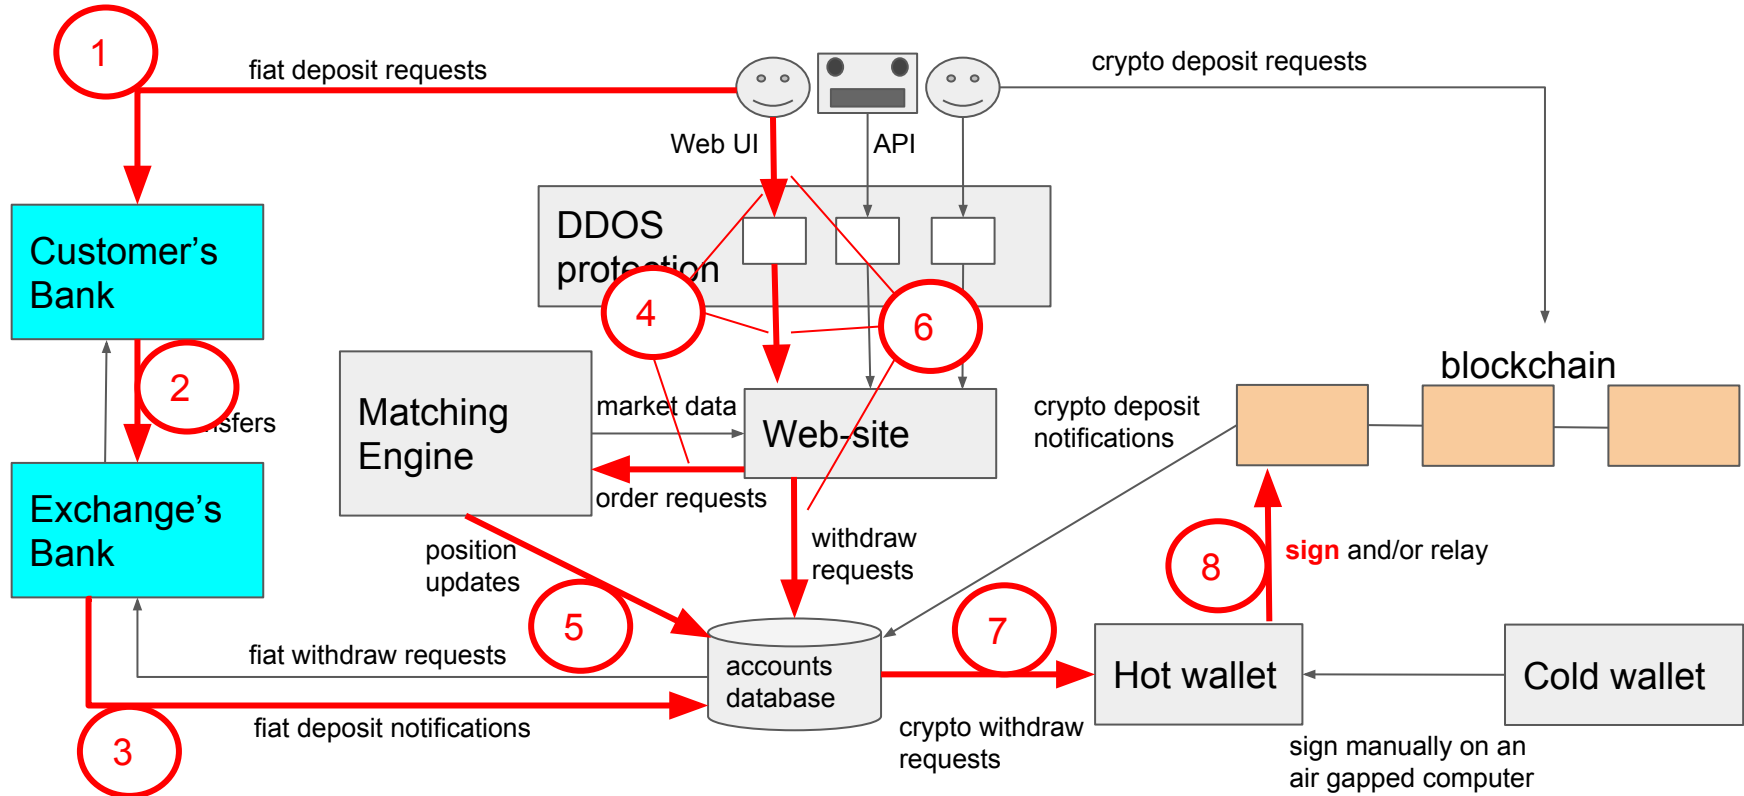 1
fiat deposit requests
crypto deposit requests
Web UI
API
DDOS
protection
Customer's
Bank
4
6
2
nsfers
blockchain
Matching
Engine
market data
Web-site
crypto deposit
notifications
order requests
Exchange's
Bank
position
updates
withdraw
requests
8
sign and/or relay
5
7
fiat withdraw requests
accounts
database
Hot wallet
Cold wallet
3
fiat deposit notifications
crypto withdraw
requests
sign manually on an
air gapped computer